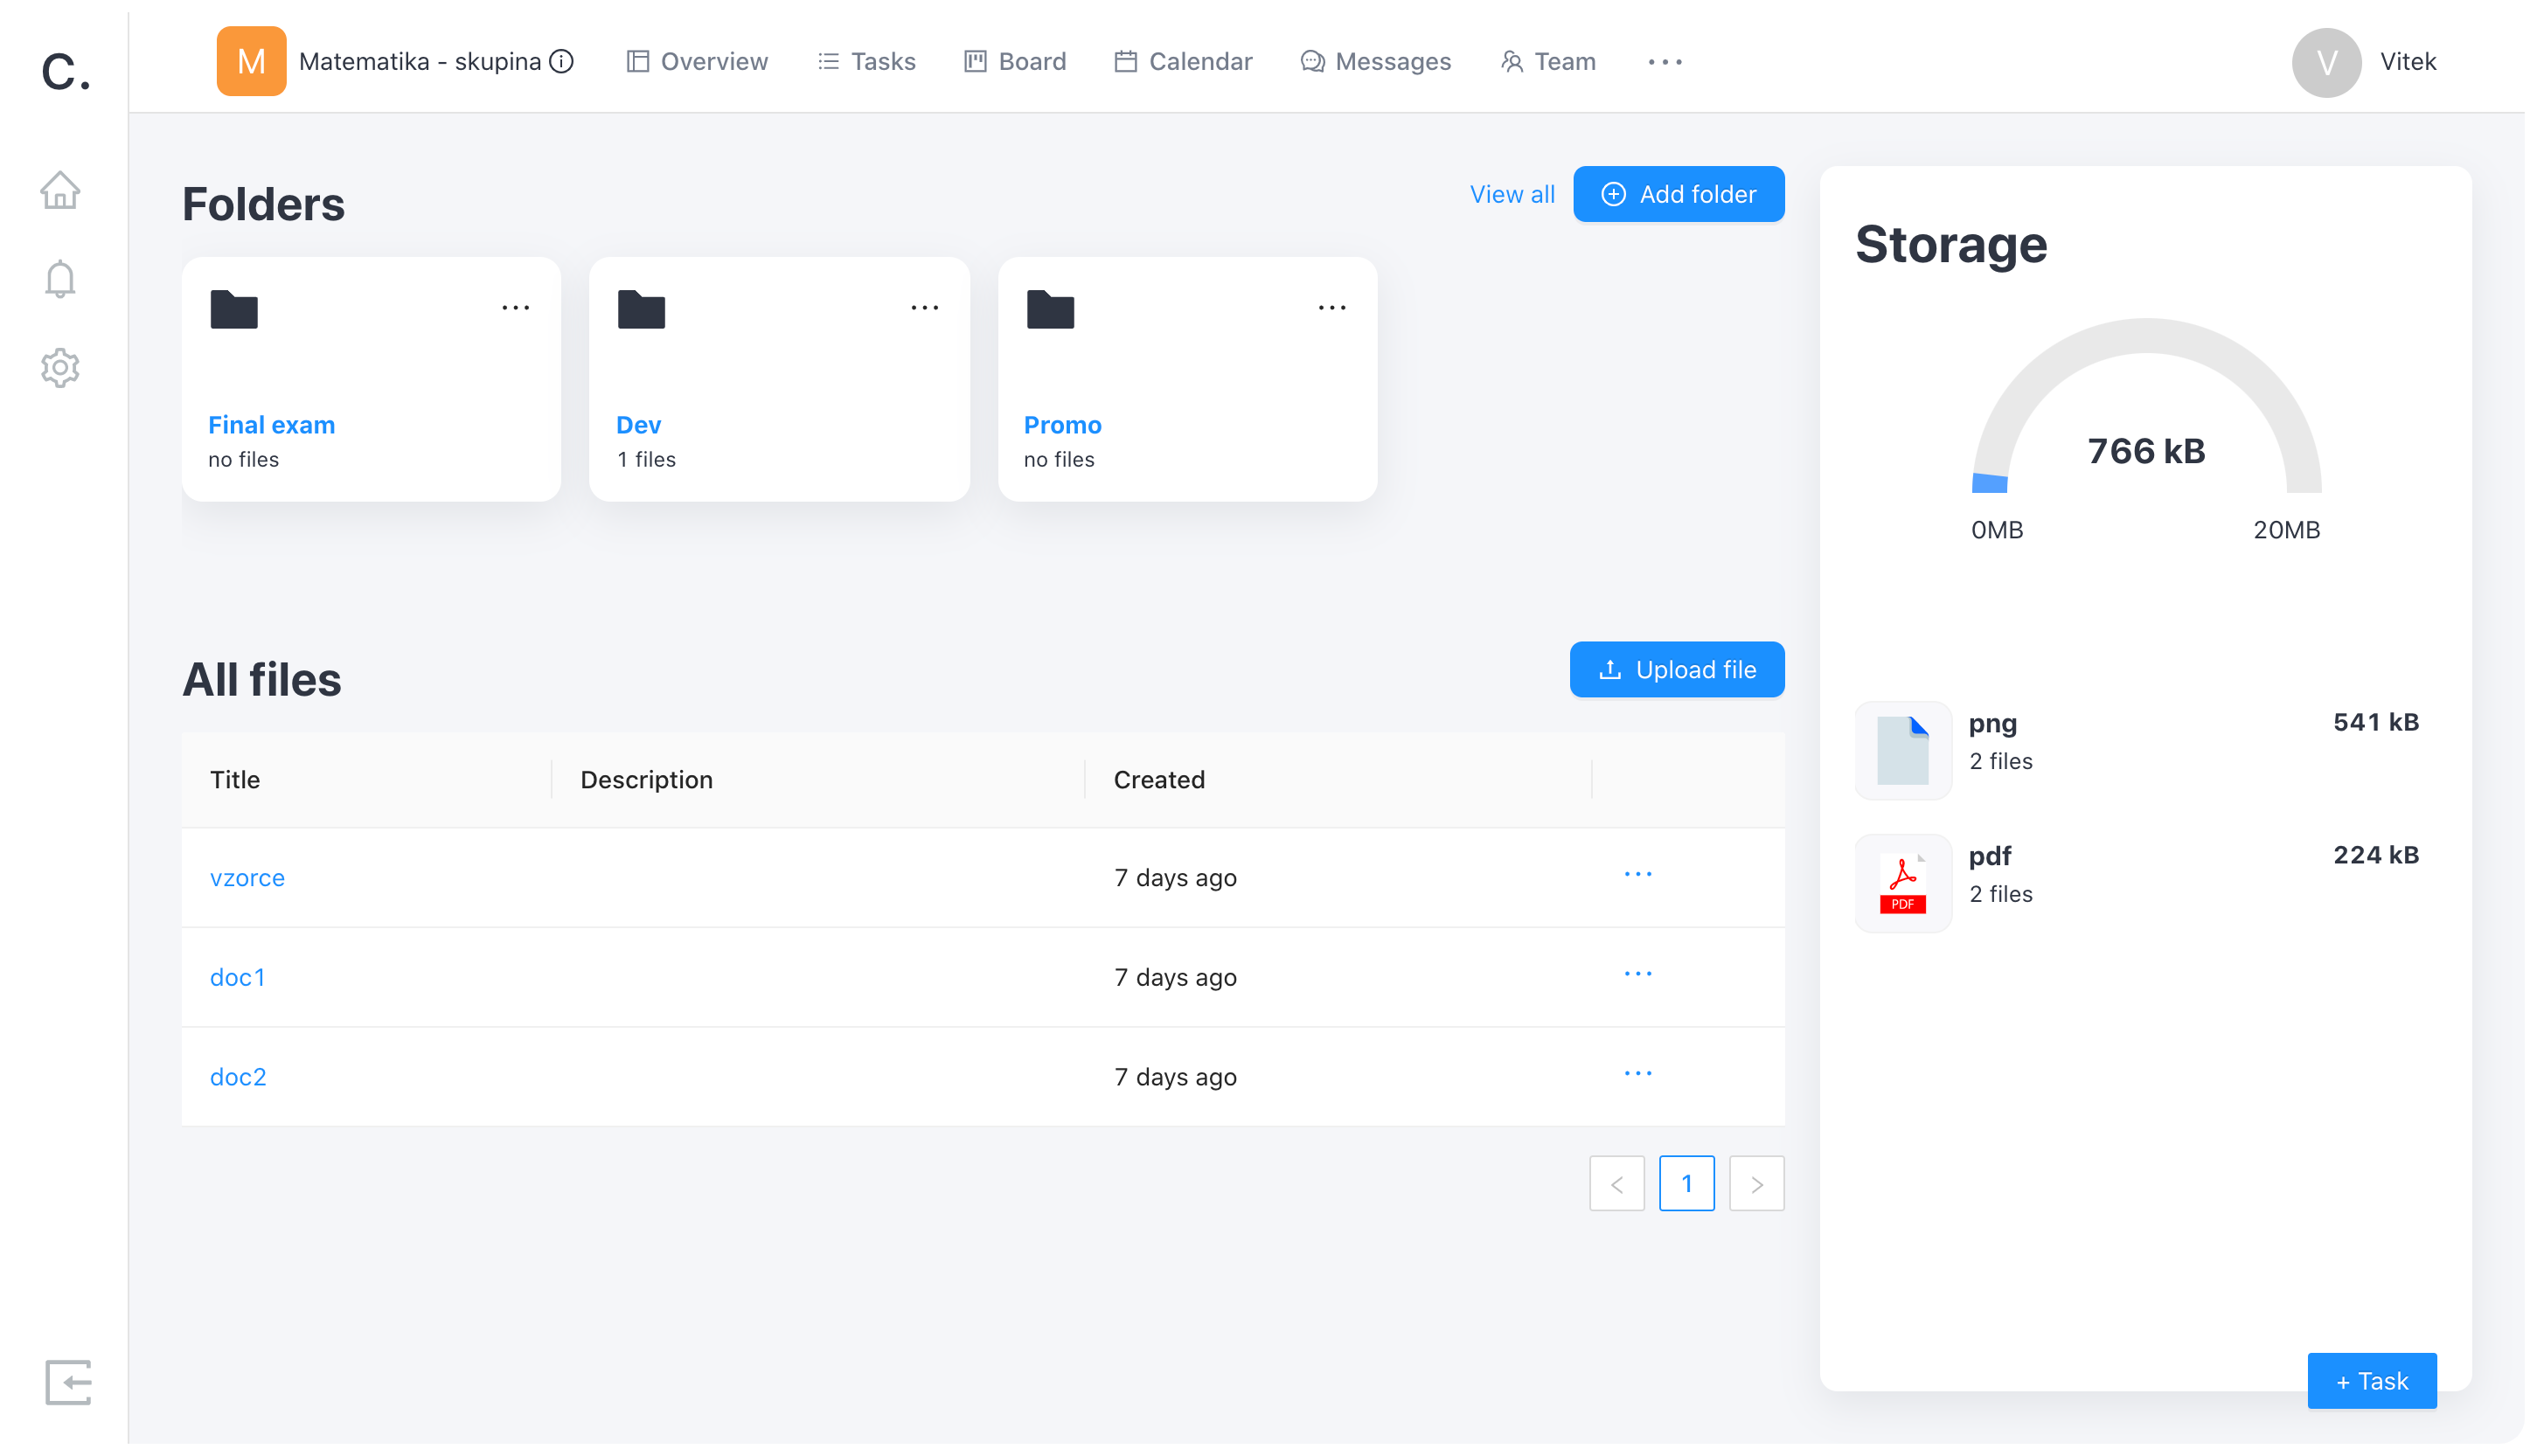 C.
M Matematika - skupina Overview Tasks Board Calendar Messages Team V Vitek
Folders
View all
Add folder
Final exam
no files
Dev
1 files
Promo
no files
All files
Upload file
Title Description Created
vzorce 7 days ago
doc1 7 days ago
doc2 7 days ago
< 1 >
Storage
766 kB
0MB 20MB
png 541 kB
2 files
PDF
pdf 224 kB
2 files
+ Task